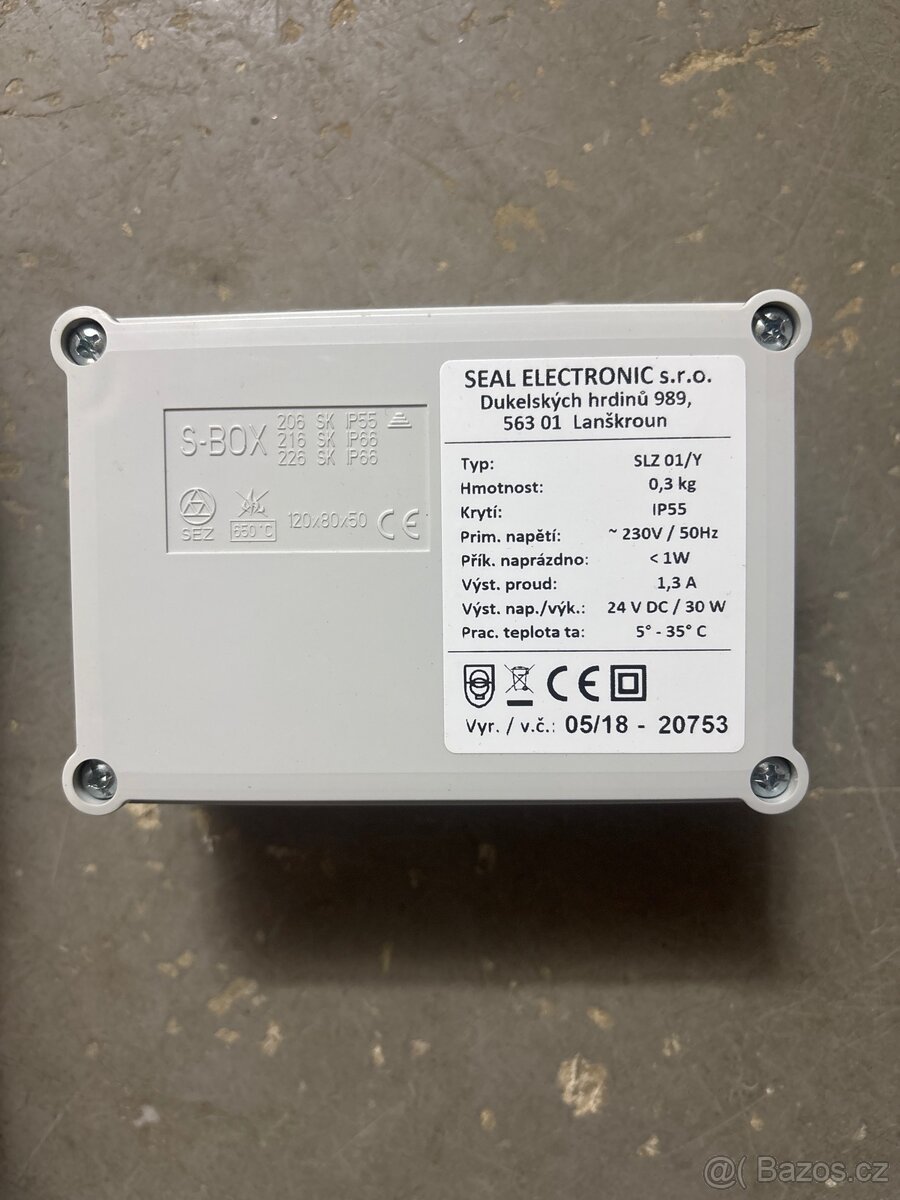 S-BOX
206 SK IP55
216 SK IP66
226 SK IP66
SEZ
650°C
120x80x50 CE
SEAL ELECTRONIC s.r.o.
Dukelských hrdinů 989,
563 01 Lanškroun
Typ: SLZ 01/Y
Hmotnost: 0,3 kg
Krytí: IP55
Prim. napětí: ~ 230V / 50Hz
Přík. naprázdno: < 1W
Výst. proud: 1,3 A
Výst. nap./výk.: 24 V DC / 30 W
Prac. teplota ta: 5° - 35° C
CE
Vyr. / v.č.: 05/18 - 20753
@( Bazos.cz